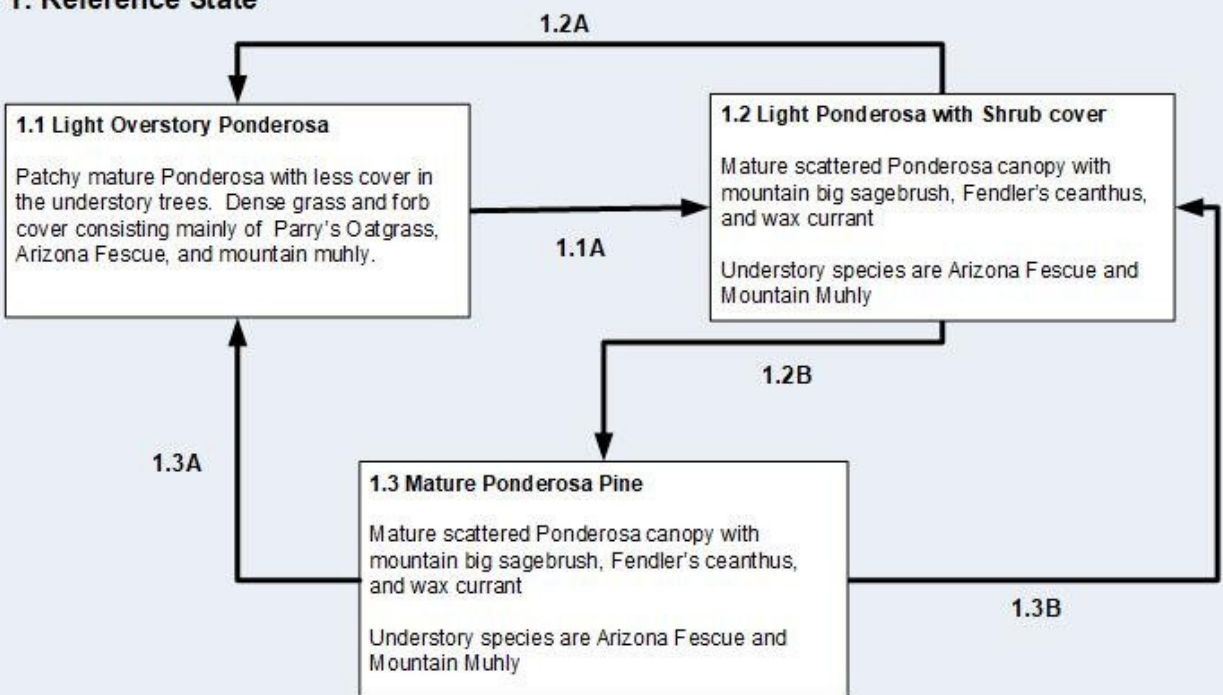 1. Reference State
1.2A
1.1 Light Overstory Ponderosa
Patchy mature Ponderosa with less cover in
the understory trees. Dense grass and forb
cover consisting mainly of Parry's Oatgrass,
Arizona Fescue, and mountain muhly.
1.1A
1.2 Light Ponderosa with Shrub cover
Mature scattered Ponderosa canopy with
mountain big sagebrush, Fendler's ceanthus,
and wax currant
Understory species are Arizona Fescue and
Mountain Muhly
1.2B
1.3A
1.3 Mature Ponderosa Pine
Mature scattered Ponderosa canopy with
mountain big sagebrush, Fendler's ceanthus,
and wax currant
Understory species are Arizona Fescue and
Mountain Muhly
1.3B